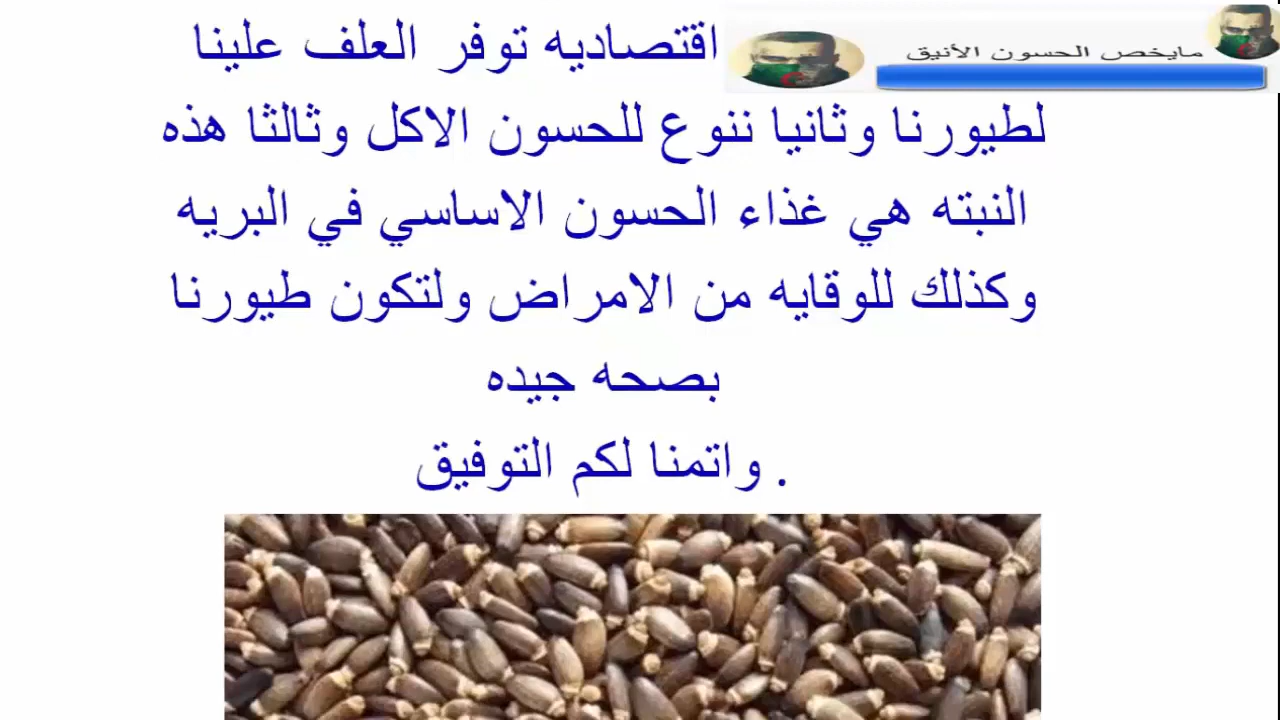 مايخص الحسون الأنيق
اقتصاديه توفر العلف علينا
لطيورنا وثانيا ننوع للحسون الاكل وثالثا هذه
النبته هي غذاء الحسون الاساسي في البريه
وكذلك للوقايه من الامراض ولتكون طيورنا
بصحه جيده
واتمنا لكم التوفيق .